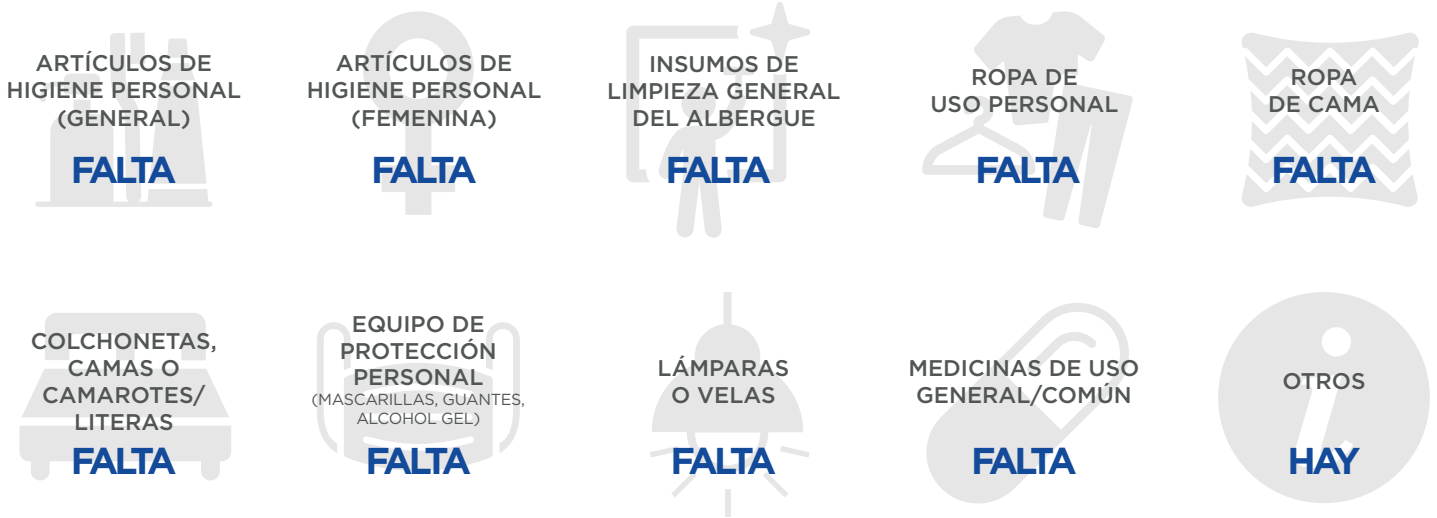 ARTÍCULOS DE
HIGIENE PERSONAL
(GENERAL)
FALTA
ARTÍCULOS DE
HIGIENE PERSONAL
(FEMENINA)
FALTA
INSUMOS DE
LIMPIEZA GENERAL
DEL ALBERGUE
FALTA
ROPA DE
USO PERSONAL
FALTA
ROPA
DE CAMA
FALTA
COLCHONETAS,
CAMAS O
CAMAROTES/
LITERAS
FALTA
EQUIPO DE
PROTECCIÓN
PERSONAL
(MASCARILLAS, GUANTES,
ALCOHOL GEL)
FALTA
LÁMPARAS
O VELAS
FALTA
MEDICINAS DE USO
GENERAL/COMÚN
FALTA
OTROS
HAY